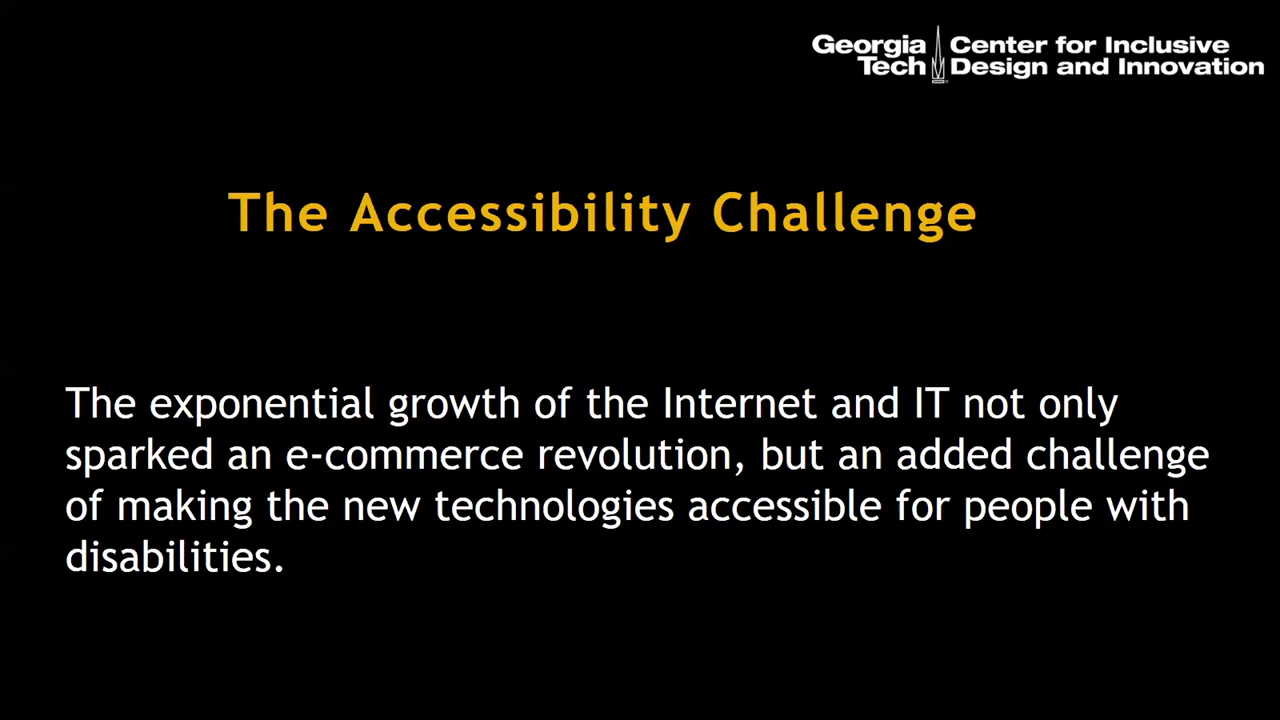 Georgia Tech
Center for Inclusive
Design and Innovation
The Accessibility Challenge
The exponential growth of the Internet and IT not only
sparked an e-commerce revolution, but an added challenge
of making the new technologies accessible for people with
disabilities.